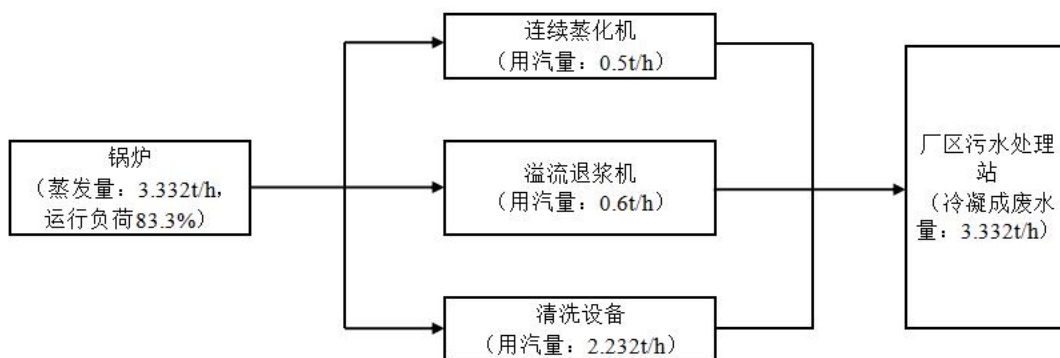 锅炉
（蒸发量：3.332t/h，
运行负荷83.3%）
连续蒸化机
（用汽量：0.5t/h）
溢流退浆机
（用汽量：0.6t/h）
清洗设备
（用汽量：2.232t/h）
厂区污水处理
站
（冷凝成废水
量：3.332t/h）